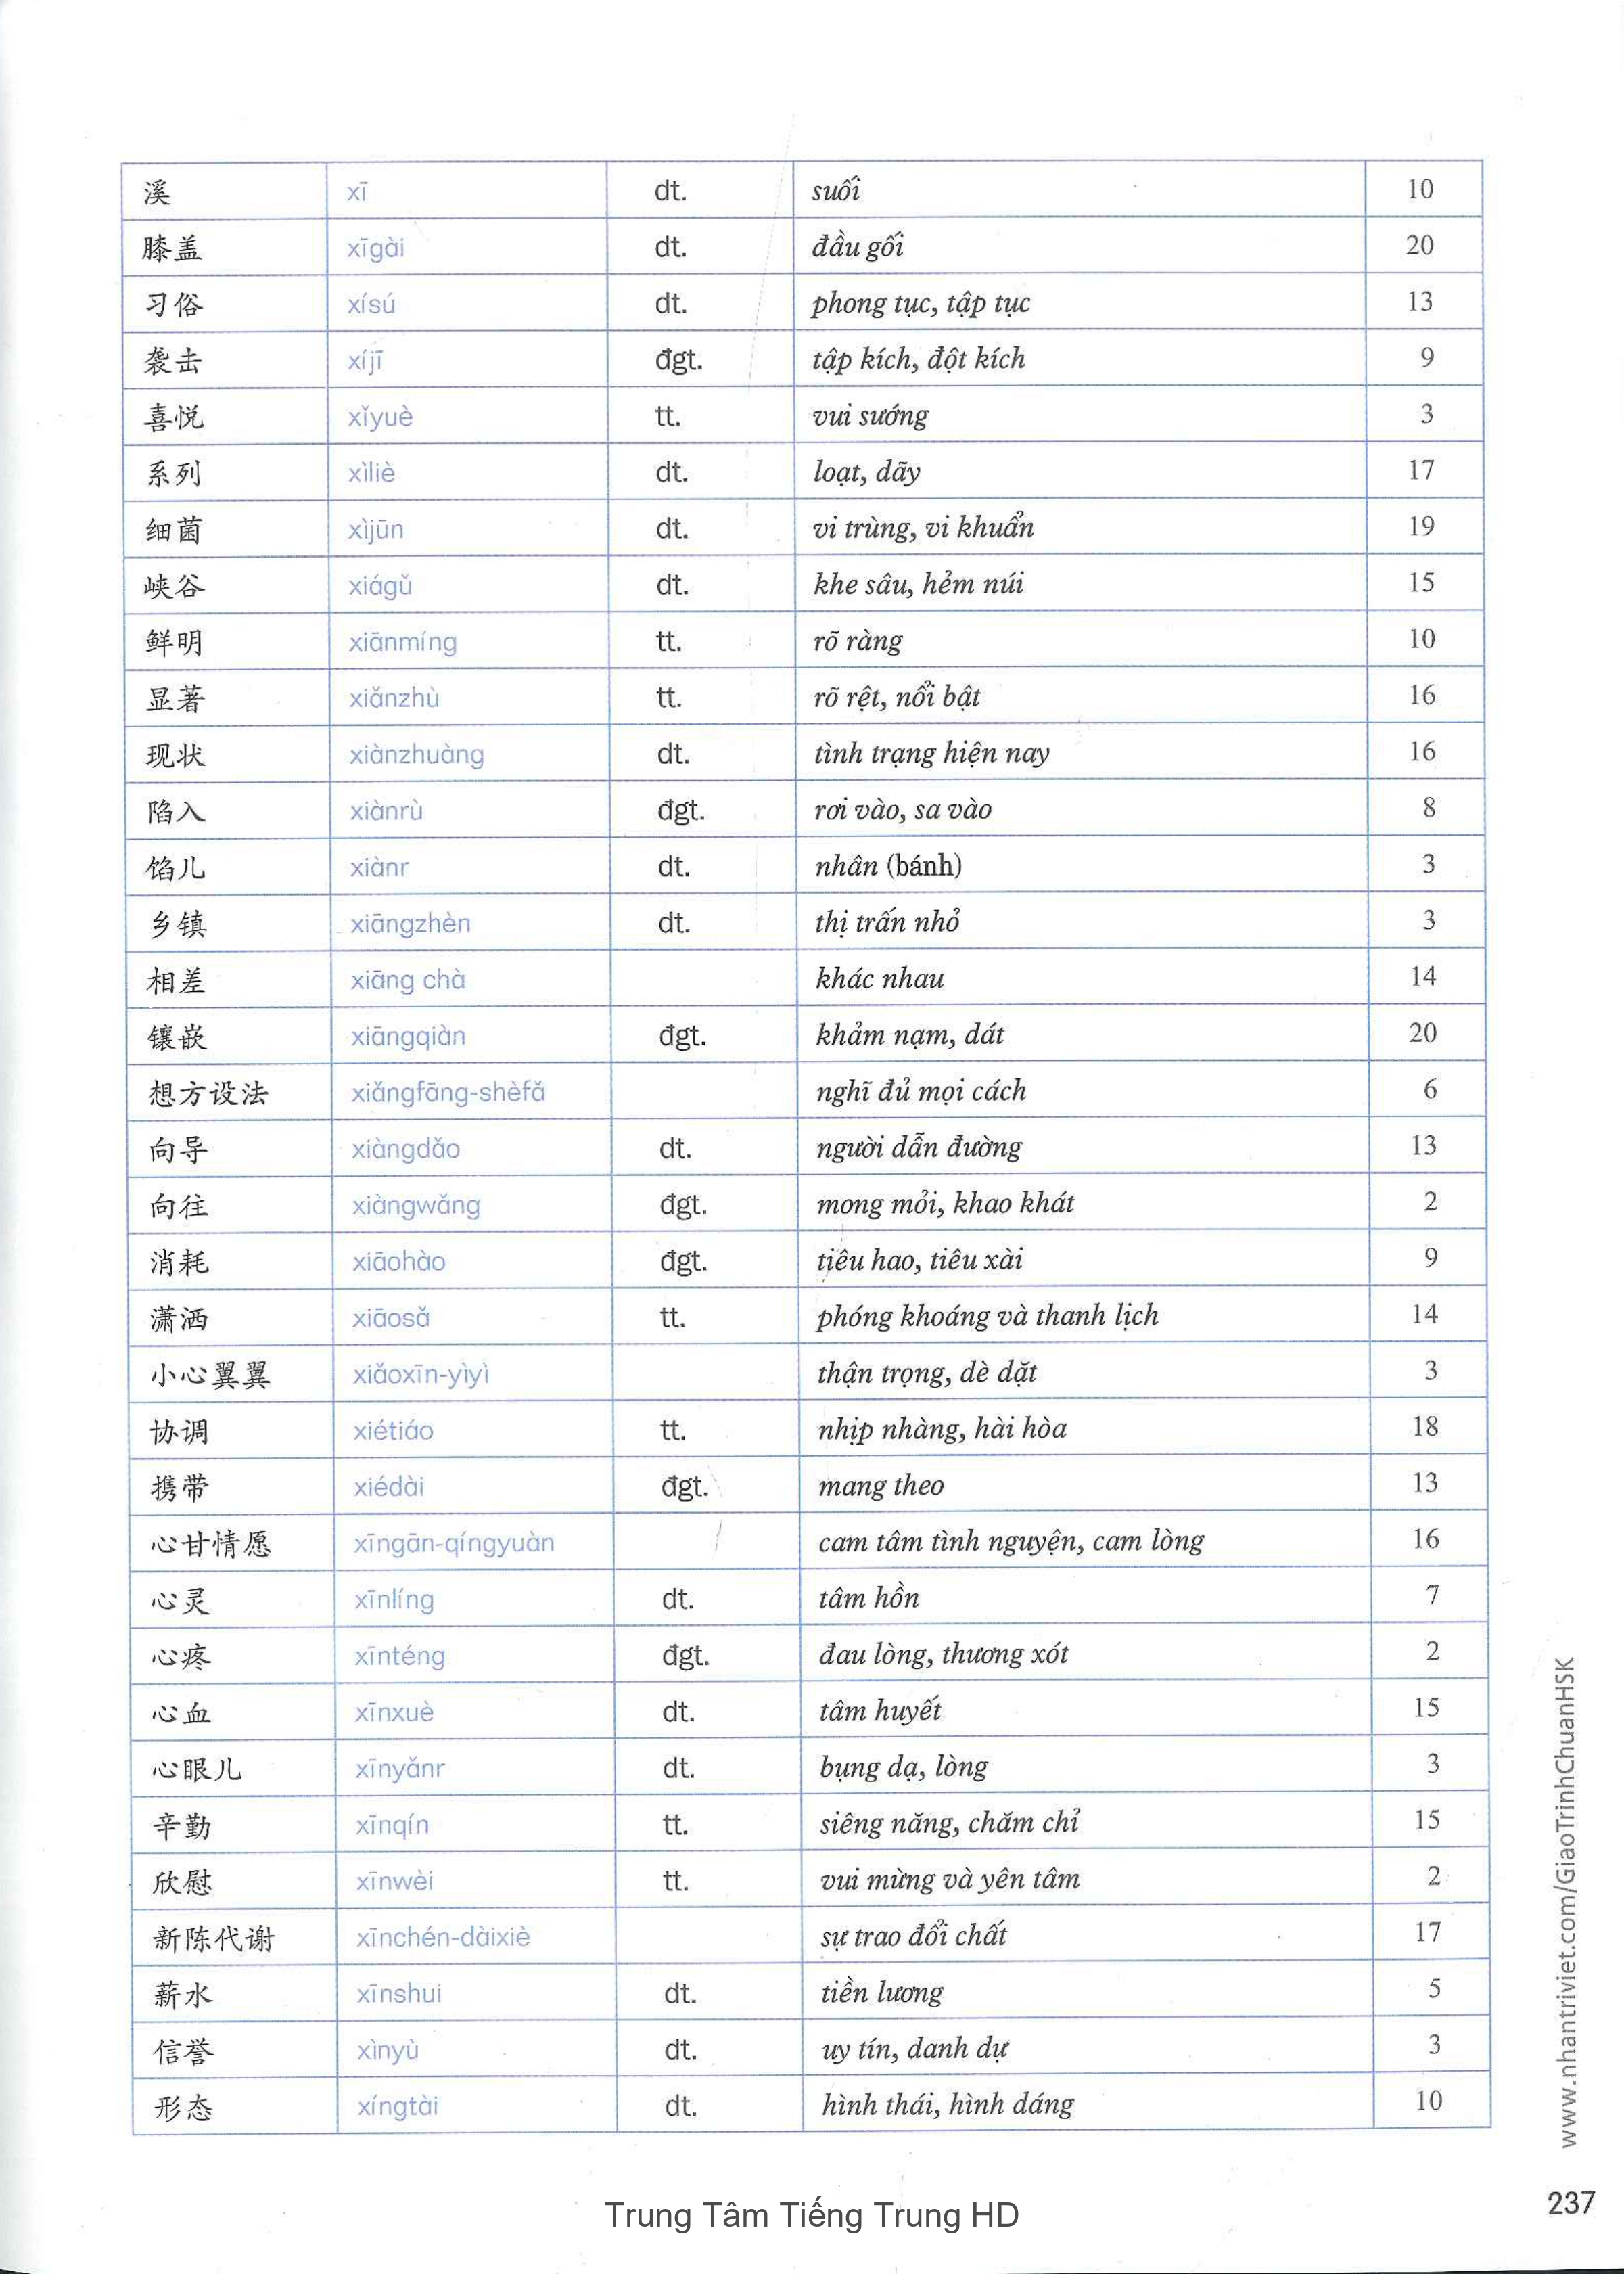 溪 xī dt. suối 10
膝盖 xīgài dt. đầu gối 20
习俗 xísú dt. phong tục, tập tục 13
袭击 xíjī đgt. tập kích, đột kích 9
喜悦 xǐyuè tt. vui sướng 3
系列 xìliè dt. loạt, dãy 17
细菌 xìjūn dt. vi trùng, vi khuẩn 19
峡谷 xiágǔ dt. khe sâu, hẻm núi 15
鲜明 xiānmíng tt. rõ ràng 10
显著 xiǎnzhù tt. rõ rệt, nổi bật 16
现状 xiànzhuàng dt. tình trạng hiện nay 16
陷入 xiànrù đgt. rơi vào, sa vào 8
馅儿 xiànr dt. nhân (bánh) 3
乡镇 xiāngzhèn dt. thị trấn nhỏ 3
相差 xiāng chà khác nhau 14
镶嵌 xiāngqiàn đgt. khảm nạm, dát 20
想方设法 xiǎngfāng-shèfǎ nghĩ đủ mọi cách 6
向导 xiàngdǎo dt. người dẫn đường 13
向往 xiàngwǎng đgt. mong mỏi, khao khát 2
消耗 xiāohào đgt. tiêu hao, tiêu xài 9
潇洒 xiāosǎ tt. phóng khoáng và thanh lịch 14
小心翼翼 xiǎoxīn-yìyì thận trọng, dè dặt 3
协调 xiétiáo tt. nhịp nhàng, hài hòa 18
携带 xiédài đgt. mang theo 13
心甘情愿 xīngān-qíngyuàn cam tâm tình nguyện, cam lòng 16
心灵 xīnlíng dt. tâm hồn 7
心疼 xīnténg đgt. đau lòng, thương xót 2
心血 xīnxuè dt. tâm huyết 15
心眼儿 xīnyǎnr dt. bụng dạ, lòng 3
辛勤 xīnqín tt. siêng năng, chăm chỉ 15
欣慰 xīnwèi tt. vui mừng và yên tâm 2
新陈代谢 xīnchén-dàixiè sự trao đổi chất 17
薪水 xīnshui dt. tiền lương 5
信誉 xìnyù dt. uy tín, danh dự 3
形态 xíngtài dt. hình thái, hình dáng 10
www.nhantriviet.com/GiaoTrinhChuanHSK
237
Trung Tâm Tiếng Trung HD